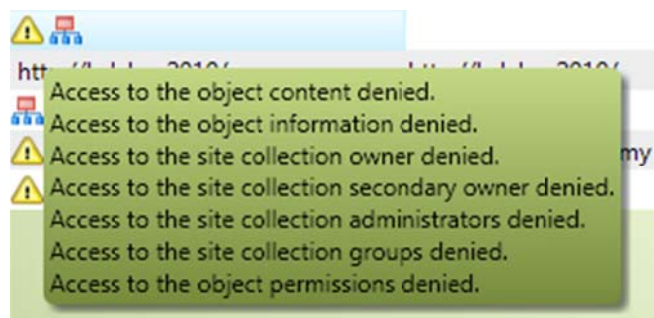 Access to the object content denied.
Access to the object information denied.
Access to the site collection owner denied.
my
Access to the site collection secondary owner denied.
Access to the site collection administrators denied.
Access to the site collection groups denied.
Access to the object permissions denied.